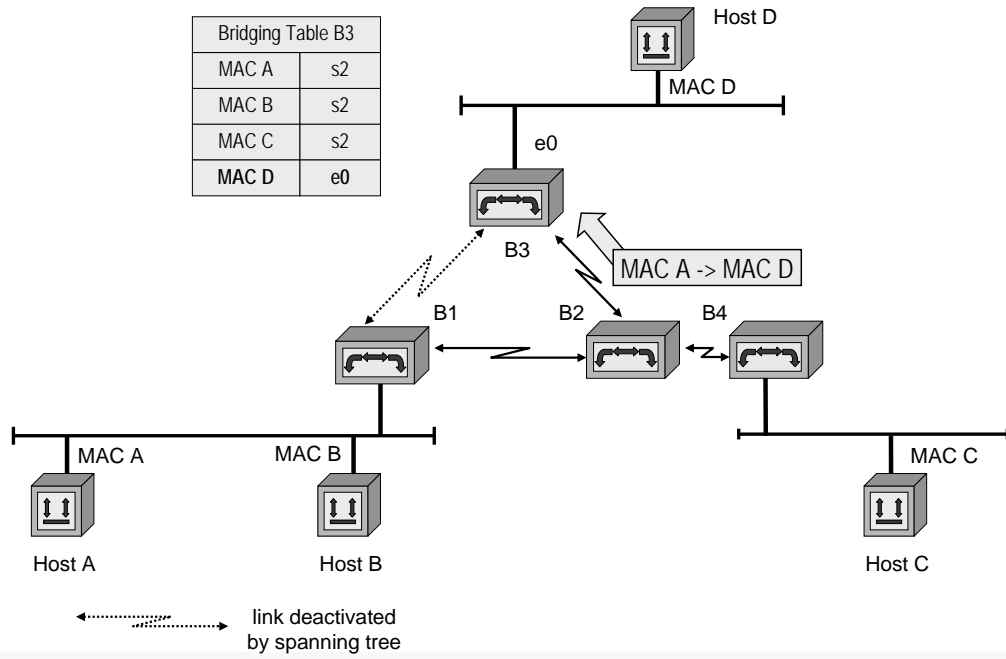 Host D
Bridging Table B3
MAC A s2
MAC B s2
MAC C s2
MAC D e0
MAC D
e0
B3
MAC A -> MAC D
B1
B2
B4
MAC A
MAC B
MAC C
Host A
Host B
Host C
link deactivated
by spanning tree